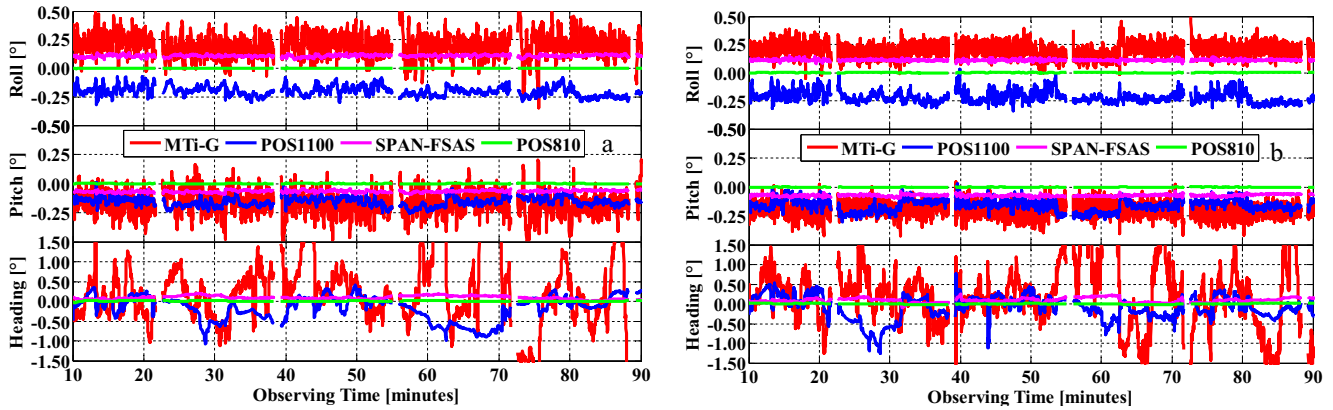 0.50
0.25
0.00
-0.25
-0.50
Roll [°]
MTi-G POS1100 SPAN-FSAS POS810 a
0.25
0.00
-0.25
Pitch [°]
1.50
1.00
0.50
0.00
-0.50
-1.00
-1.50
Heading [°]
10 20 30 40 50 60 70 80 90
Observing Time [minutes]
0.50
0.25
0.00
-0.25
-0.50
Roll [°]
MTi-G POS1100 SPAN-FSAS POS810 b
0.25
0.00
-0.25
Pitch [°]
1.50
1.00
0.50
0.00
-0.50
-1.00
-1.50
Heading [°]
10 20 30 40 50 60 70 80 90
Observing Time [minutes]